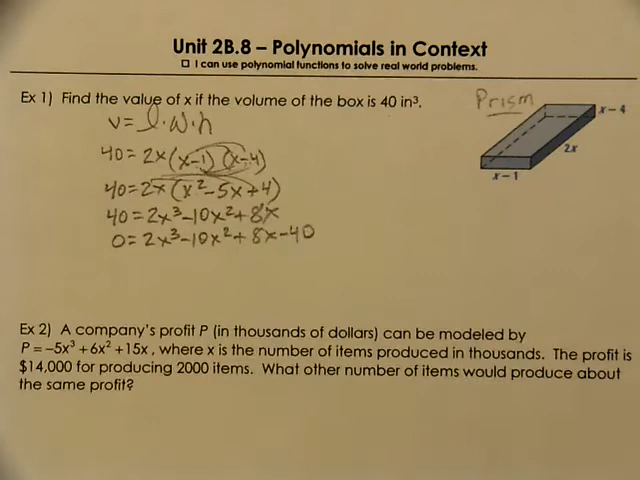 Unit 2B.8 – Polynomials in Context
☐ I can use polynomial functions to solve real world problems.
Ex 1) Find the value of x if the volume of the box is 40 in³.
Prism
x – 4
2x
x – 1
V = l·w·h
40 = 2x(x-1)(x-4)
40 = 2x(x²-5x+4)
40 = 2x³-10x²+8x
0 = 2x³-10x²+8x-40
Ex 2) A company's profit P (in thousands of dollars) can be modeled by
P = –5x³ + 6x² +15x, where x is the number of items produced in thousands. The profit is
$14,000 for producing 2000 items. What other number of items would produce about
the same profit?